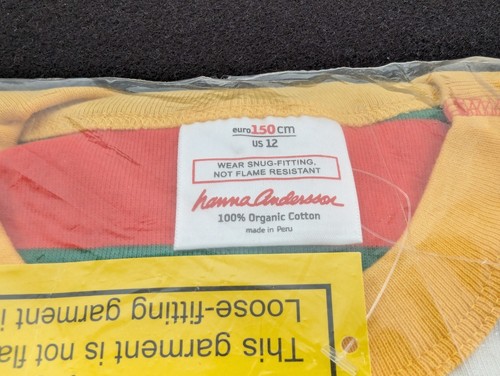 euro150cm
US 12
WEAR SNUG-FITTING,
NOT FLAME RESISTANT
hanna Andersson
100% Organic Cotton
made in Peru
This garment is not fla
Loose-fitting garment i